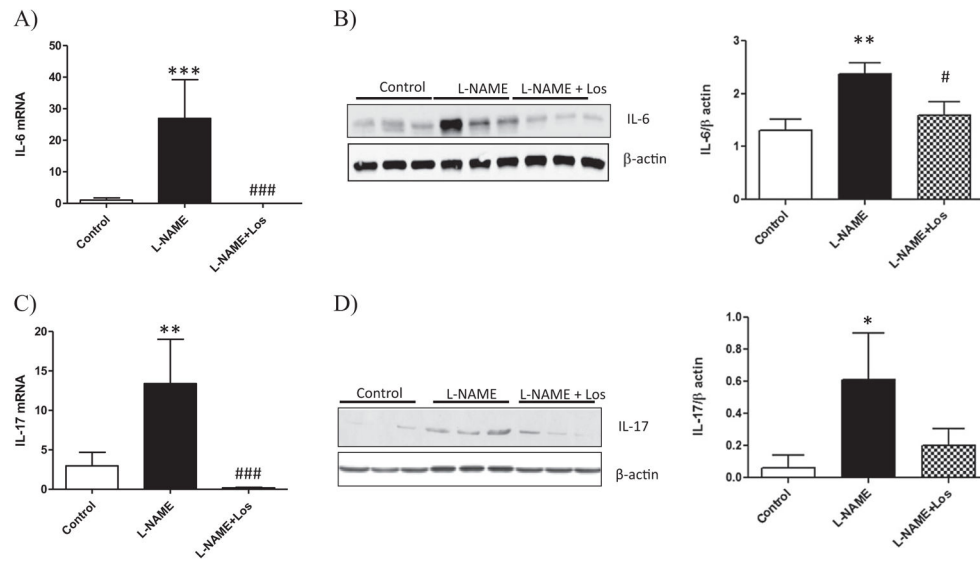 A)
IL-6 mRNA
60
50
40
30
20
10
0
***
###
Control
L-NAME
L-NAME+Los
B)
Control L-NAME L-NAME + Los
IL-6
β-actin
IL-6/β actin
3
2
1
0
**
#
Control
L-NAME
L-NAME+Los
C)
IL-17 mRNA
20
15
10
5
0
**
###
Control
L-NAME
L-NAME+Los
D)
Control L-NAME L-NAME + Los
IL-17
β-actin
IL-17/β actin
1.0
0.8
0.6
0.4
0.2
0.0
*
Control
L-NAME
L-NAME+Los